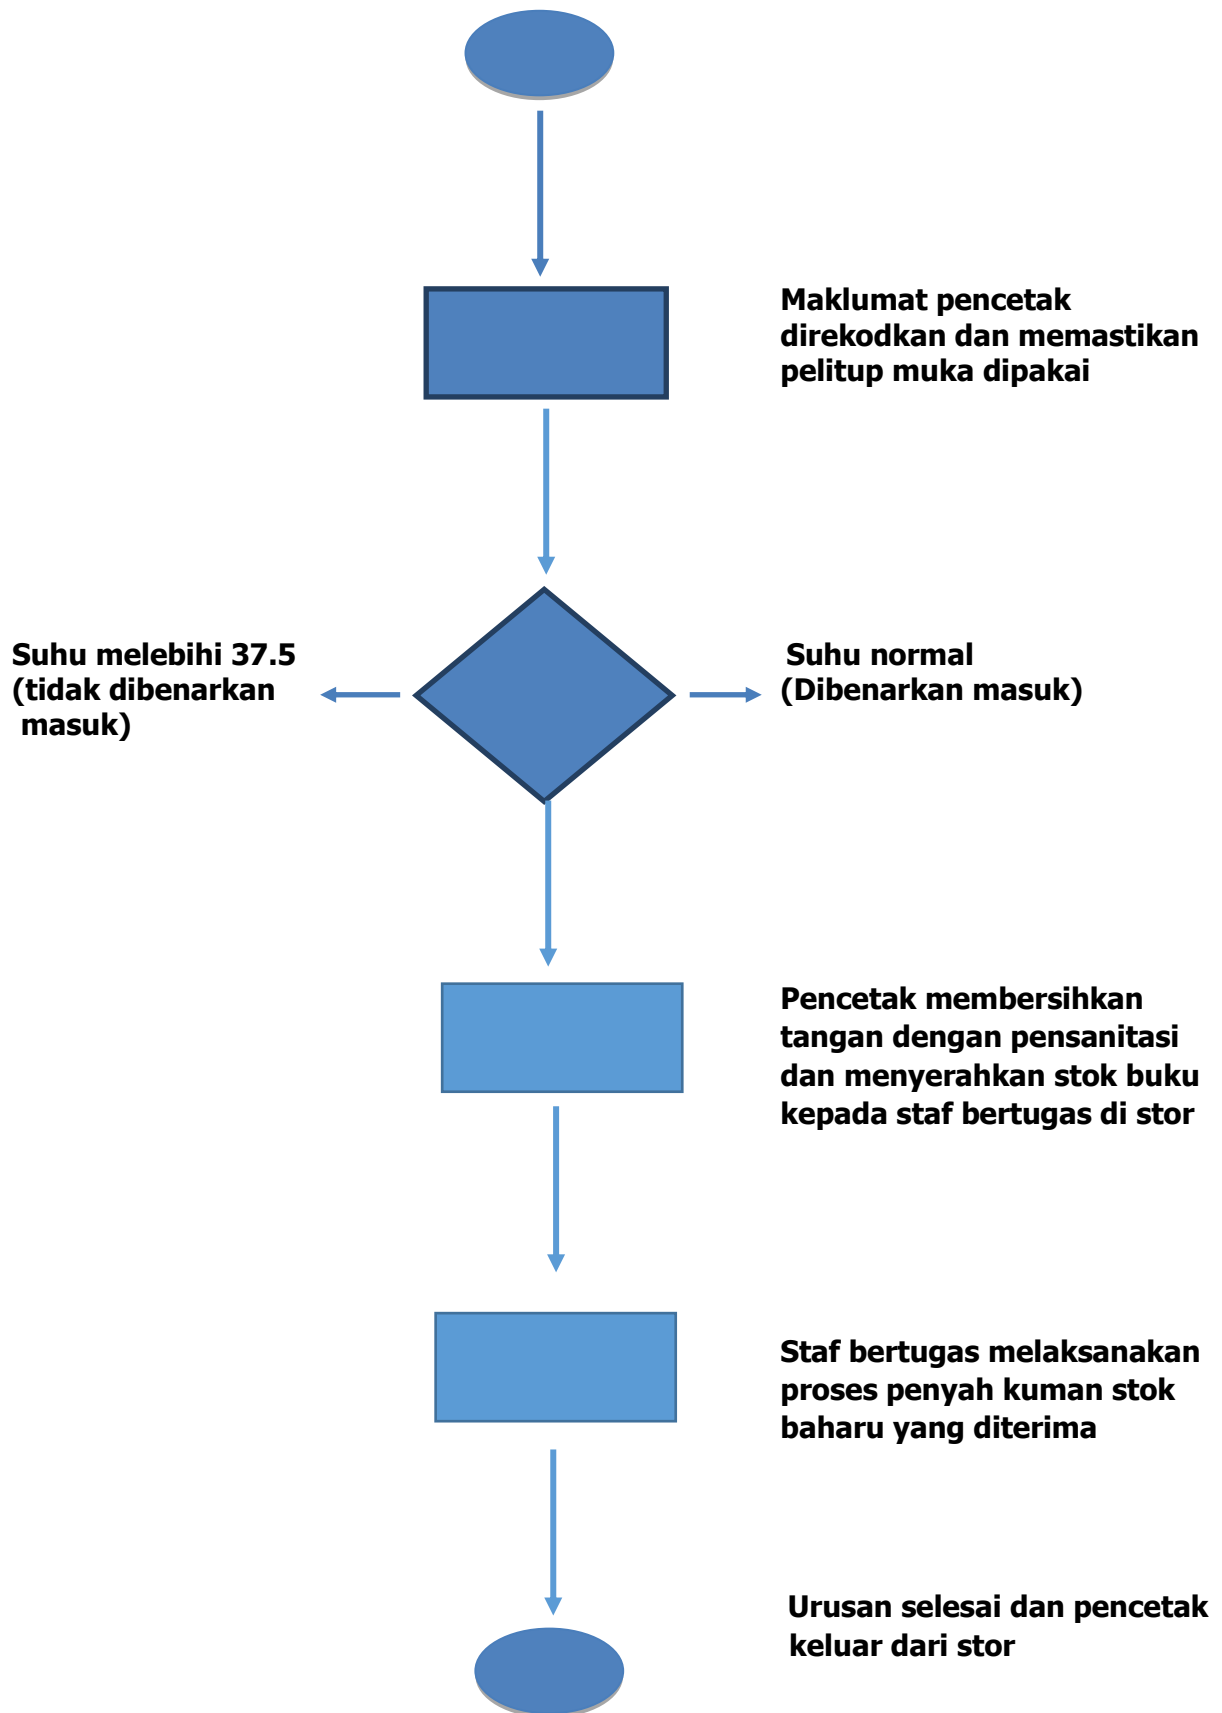 Maklumat pencetak
direkodkan dan memastikan
pelitup muka dipakai
Suhu melebihi 37.5
(tidak dibenarkan
masuk)
Suhu normal
(Dibenarkan masuk)
Pencetak membersihkan
tangan dengan pensanitasi
dan menyerahkan stok buku
kepada staf bertugas di stor
Staf bertugas melaksanakan
proses penyah kuman stok
baharu yang diterima
Urusan selesai dan pencetak
keluar dari stor